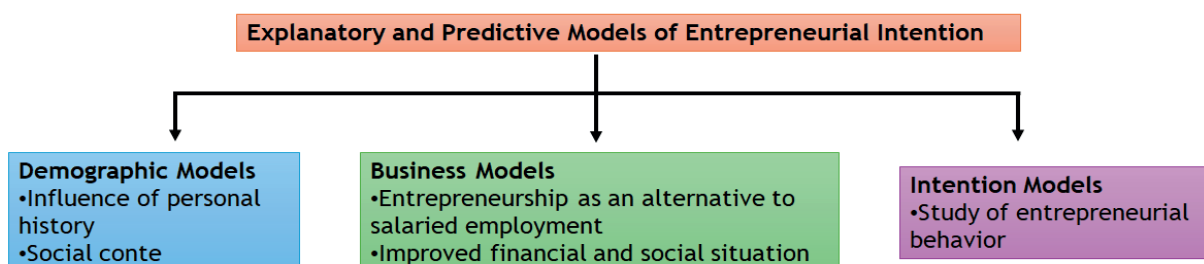 Explanatory and Predictive Models of Entrepreneurial Intention
Demographic Models
•Influence of personal
history
•Social conte
Business Models
•Entrepreneurship as an alternative to
salaried employment
•Improved financial and social situation
Intention Models
•Study of entrepreneurial
behavior